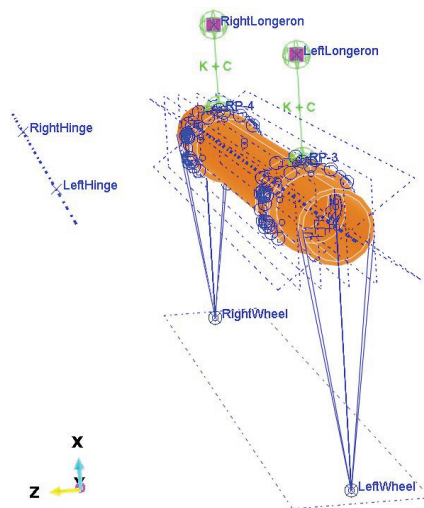 RightLongeron
LeftLongeron
K + C
K + C
RP-4
RightHinge
RP-3
LeftHinge
RightWheel
X
Z
LeftWheel